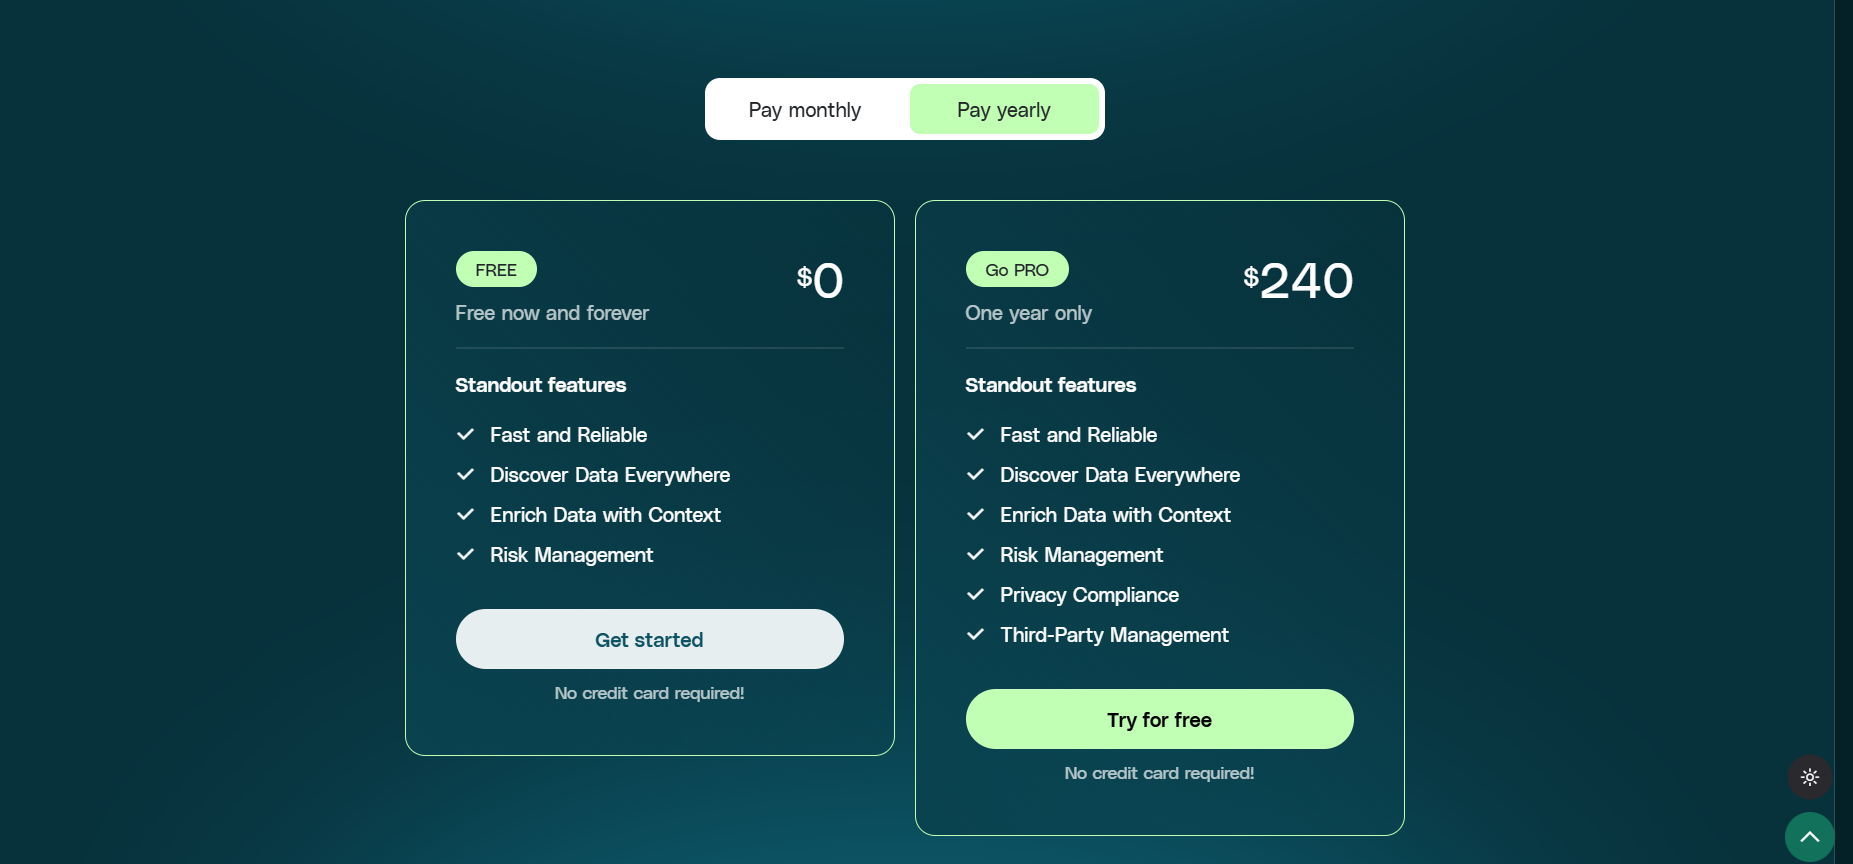 Pay monthly
Pay yearly
FREE
$0
Free now and forever
Standout features
Fast and Reliable
Discover Data Everywhere
Enrich Data with Context
Risk Management
Get started
No credit card required!
Go PRO
$240
One year only
Standout features
Fast and Reliable
Discover Data Everywhere
Enrich Data with Context
Risk Management
Privacy Compliance
Third-Party Management
Try for free
No credit card required!